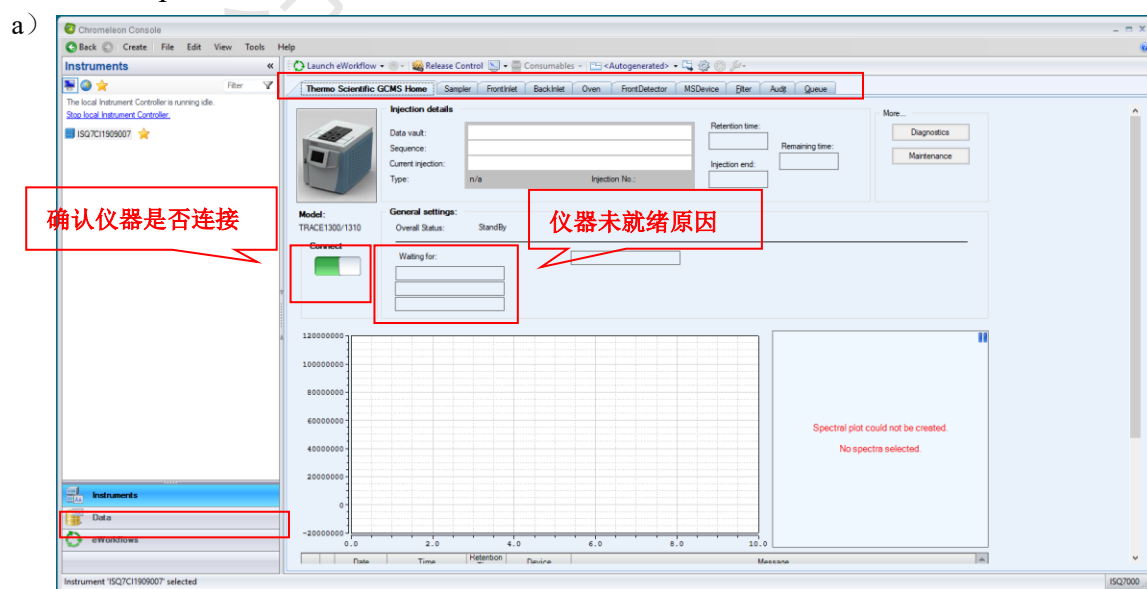 a）
Chromeleon Console
Back Create File Edit View Tools Help
Instruments «
Launch eWorkflow Release Control Consumables <Autogenerated>
Filter
Thermo Scientific GCMS Home Sampler FrontInlet BackInlet Oven FrontDetector MSDevice Filter Audit Queue
The local Instrument Controller is running idle.
Stop local Instrument Controller.
ISQ7CI1909007
Injection details
Data vault:
Sequence:
Current injection:
Type: n/a Injection No.:
Retention time:
Remaining time:
Injection end:
More...
Diagnostics
Maintenance
确认仪器是否连接
仪器未就绪原因
Model:
TRACE1300/1310
General settings:
Overall Status: StandBy
Connect
Waiting for:
120000000
100000000
80000000
60000000
40000000
20000000
0
-20000000
0.0 2.0 4.0 6.0 8.0 10.0
Spectral plot could not be created.
No spectra selected.
Instruments
Data
eWorkflows
Date Time Retention Device Message
Instrument 'ISQ7CI1909007' selected
ISQ7000